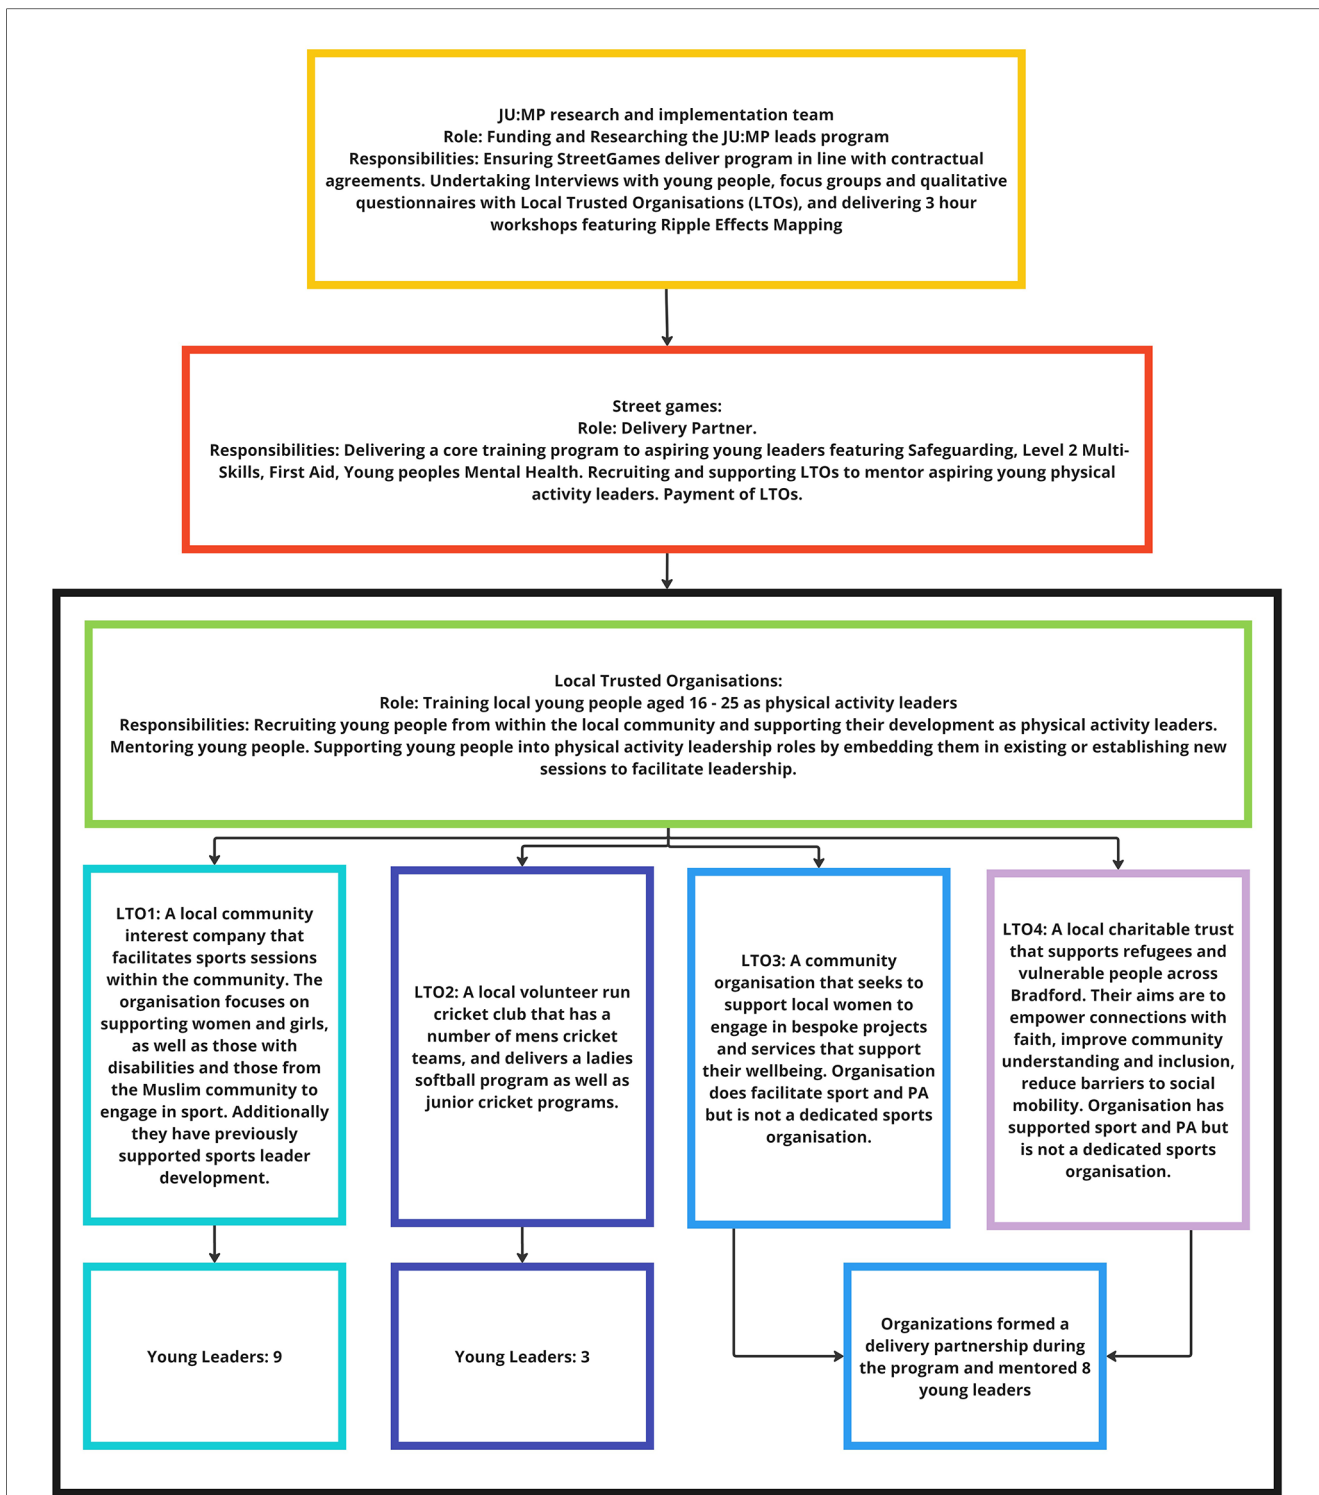 JU:MP research and implementation team
Role: Funding and Researching the JU:MP leads program
Responsibilities: Ensuring StreetGames deliver program in line with contractual
agreements. Undertaking Interviews with young people, focus groups and qualitative
questionnaires with Local Trusted Organisations (LTOs), and delivering 3 hour
workshops featuring Ripple Effects Mapping
Street games:
Role: Delivery Partner.
Responsibilities: Delivering a core training program to aspiring young leaders featuring Safeguarding, Level 2 Multi-
Skills, First Aid, Young peoples Mental Health. Recruiting and supporting LTOs to mentor aspiring young physical
activity leaders. Payment of LTOs.
Local Trusted Organisations:
Role: Training local young people aged 16 - 25 as physical activity leaders
Responsibilities: Recruiting young people from within the local community and supporting their development as physical activity leaders.
Mentoring young people. Supporting young people into physical activity leadership roles by embedding them in existing or establishing new
sessions to facilitate leadership.
LTO1: A local community
interest company that
facilitates sports sessions
within the community. The
organisation focuses on
supporting women and girls,
as well as those with
disabilities and those from
the Muslim community to
engage in sport. Additionally
they have previously
supported sports leader
development.
LTO2: A local volunteer run
cricket club that has a
number of mens cricket
teams, and delivers a ladies
softball program as well as
junior cricket programs.
LTO3: A community
organisation that seeks to
support local women to
engage in bespoke projects
and services that support
their wellbeing. Organisation
does facilitate sport and PA
but is not a dedicated sports
organisation.
LTO4: A local charitable trust
that supports refugees and
vulnerable people across
Bradford. Their aims are to
empower connections with
faith, improve community
understanding and inclusion,
reduce barriers to social
mobility. Organisation has
supported sport and PA but
is not a dedicated sports
organisation.
Young Leaders: 9
Young Leaders: 3
Organizations formed a
delivery partnership during
the program and mentored 8
young leaders